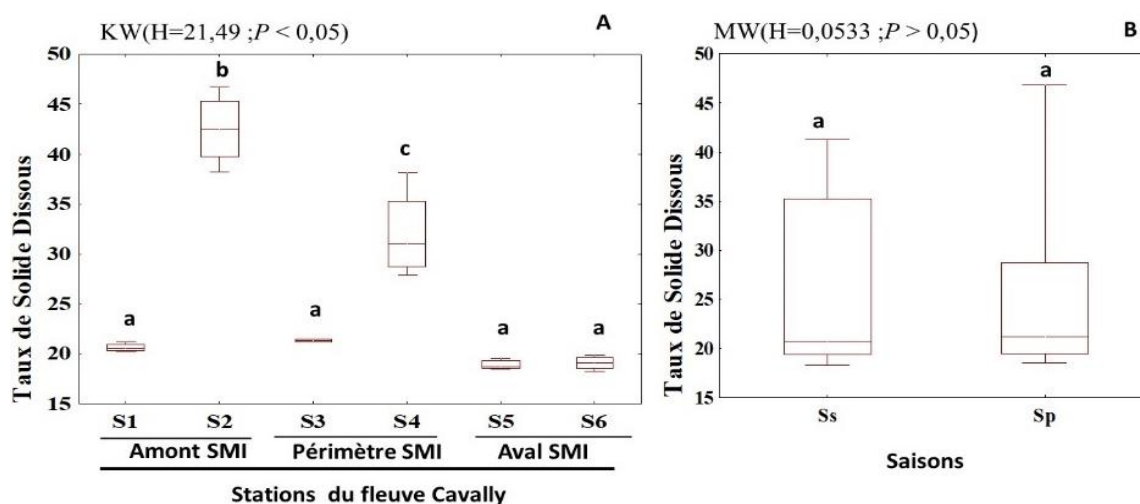 KW(H=21,49 ;P < 0,05)
A
Taux de Solide Dissous
50
45
40
35
30
25
20
15
a
b
a
c
a
a
S1 S2 S3 S4 S5 S6
Amont SMI Périmètre SMI Aval SMI
Stations du fleuve Cavally
MW(H=0,0533 ;P > 0,05)
B
Taux de Solide Dissous
50
45
40
35
30
25
20
15
a
a
Ss Sp
Saisons